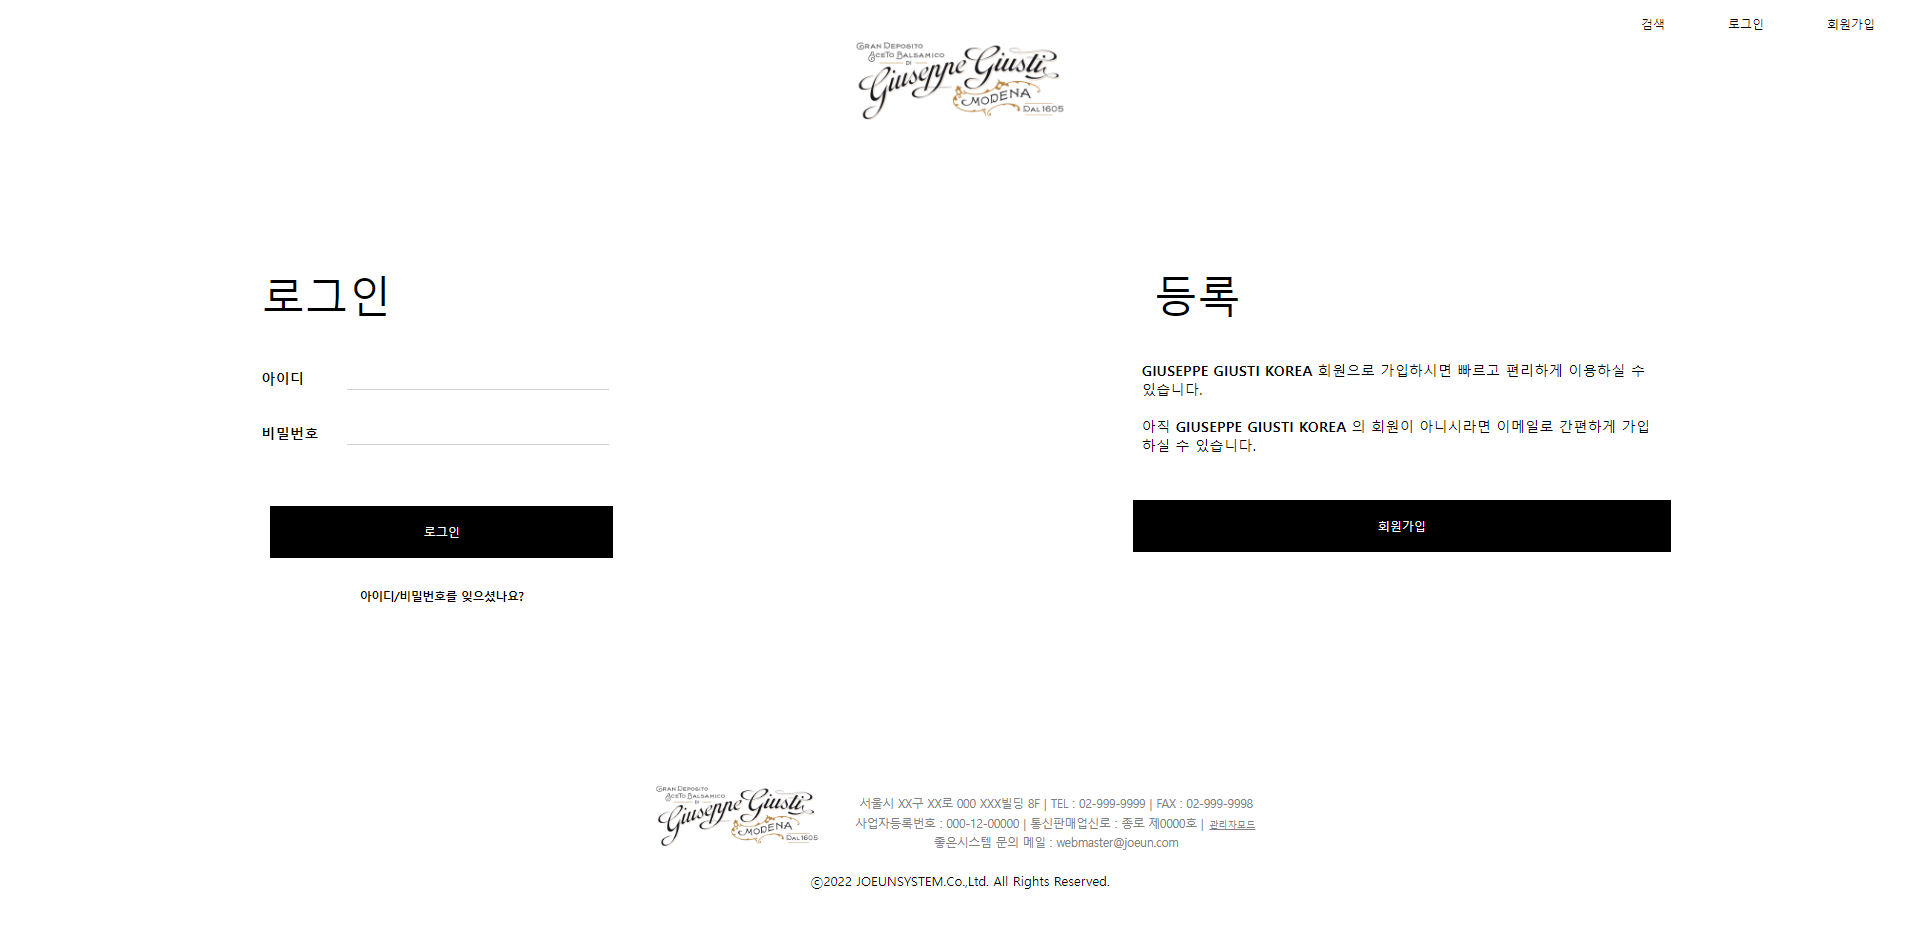 검색 로그인 회원가입
GRAN DEPOSITO
ACETO BALSAMICO
DI
Giuseppe Giusti
MODENA
DAL 1605
로그인
아이디
비밀번호
로그인
아이디/비밀번호를 잊으셨나요?
등록
GIUSEPPE GIUSTI KOREA 회원으로 가입하시면 빠르고 편리하게 이용하실 수
있습니다.
아직 GIUSEPPE GIUSTI KOREA 의 회원이 아니시라면 이메일로 간편하게 가입
하실 수 있습니다.
회원가입
GRAN DEPOSITO
ACETO BALSAMICO
DI
Giuseppe Giusti
MODENA
DAL 1605
서울시 XX구 XX로 000 XXX빌딩 8F | TEL : 02-999-9999 | FAX : 02-999-9998
사업자등록번호 : 000-12-00000 | 통신판매업신로 : 종로 제0000호 | 관리자모드
좋은시스템 문의 메일 : webmaster@joeun.com
ⓒ2022 JOEUNSYSTEM.Co.,Ltd. All Rights Reserved.